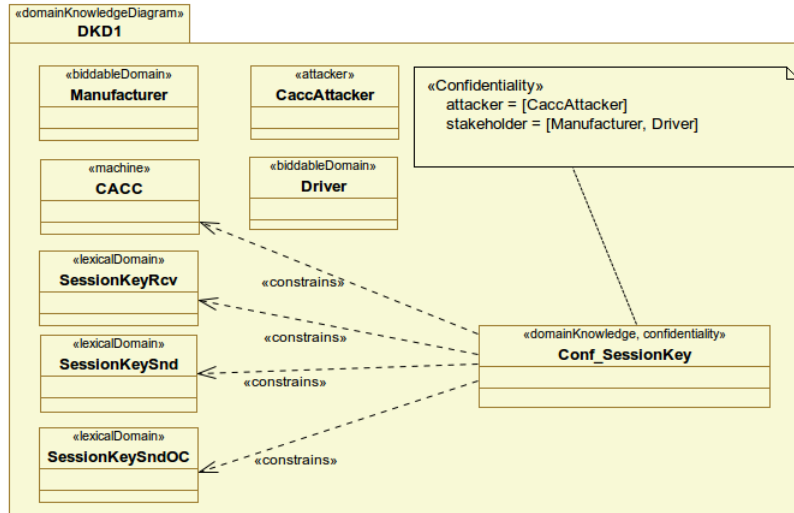 «domainKnowledgeDiagram»
DKD1
«biddableDomain»
Manufacturer
«attacker»
CaccAttacker
«Confidentiality»
attacker = [CaccAttacker]
stakeholder = [Manufacturer, Driver]
«machine»
CACC
«biddableDomain»
Driver
«lexicalDomain»
SessionKeyRcv
«constrains»
«lexicalDomain»
SessionKeySnd
«constrains»
«domainKnowledge, confidentiality»
Conf_SessionKey
«constrains»
«lexicalDomain»
SessionKeySndOC
«constrains»